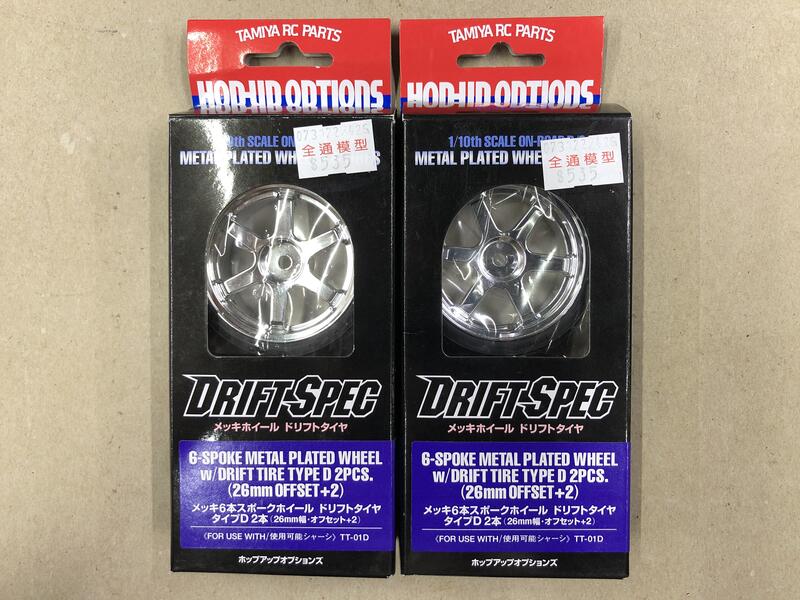 TAMIYA RC PARTS
HOP-UP OPTIONS
SCALE ON-
METAL PLATED
全通模型
$535
DRIFT-SPEC
メッキホイール ドリフトタイヤ
6-SPOKE METAL PLATED WHEEL
w/DRIFT TIRE TYPE D 2PCS.
(26mm OFFSET+2)
メッキ6本スポークホイール ドリフトタイヤ
タイプD 2本(26mm幅・オフセット+2)
〈FOR USE WITH/使用可能シャーシ〉TT-01D
ホップアップオプションズ
TAMIYA RC PARTS
HOP-UP OPTIONS
1/10th SCALE ON-ROAD
METAL PLATED
全通模型
$535
DRIFT-SPEC
メッキホイール ドリフトタイヤ
6-SPOKE METAL PLATED WHEEL
w/DRIFT TIRE TYPE D 2PCS.
(26mm OFFSET+2)
メッキ6本スポークホイール ドリフトタイヤ
タイプD 2本(26mm幅・オフセット+2)
〈FOR USE WITH/使用可能シャーシ〉TT-01D
ホップアップオプションズ